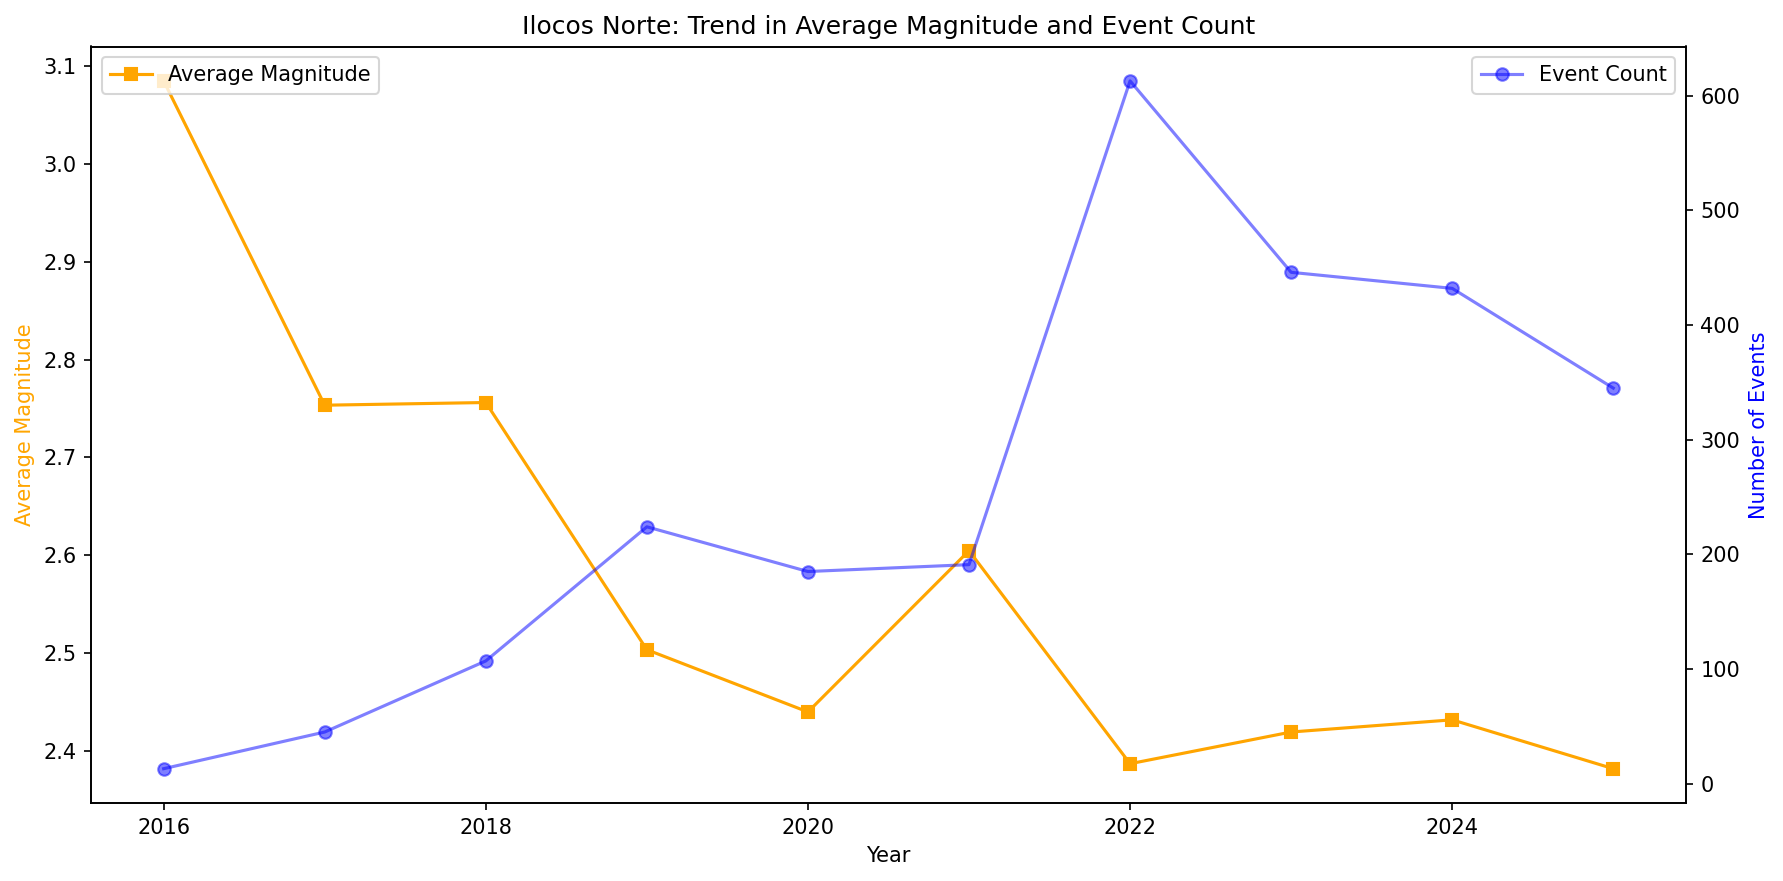 Ilocos Norte: Trend in Average Magnitude and Event Count
Average Magnitude
Event Count
3.1
3.0
2.9
2.8
2.7
2.6
2.5
2.4
Average Magnitude
600
500
400
300
200
100
0
Number of Events
2016 2018 2020 2022 2024
Year